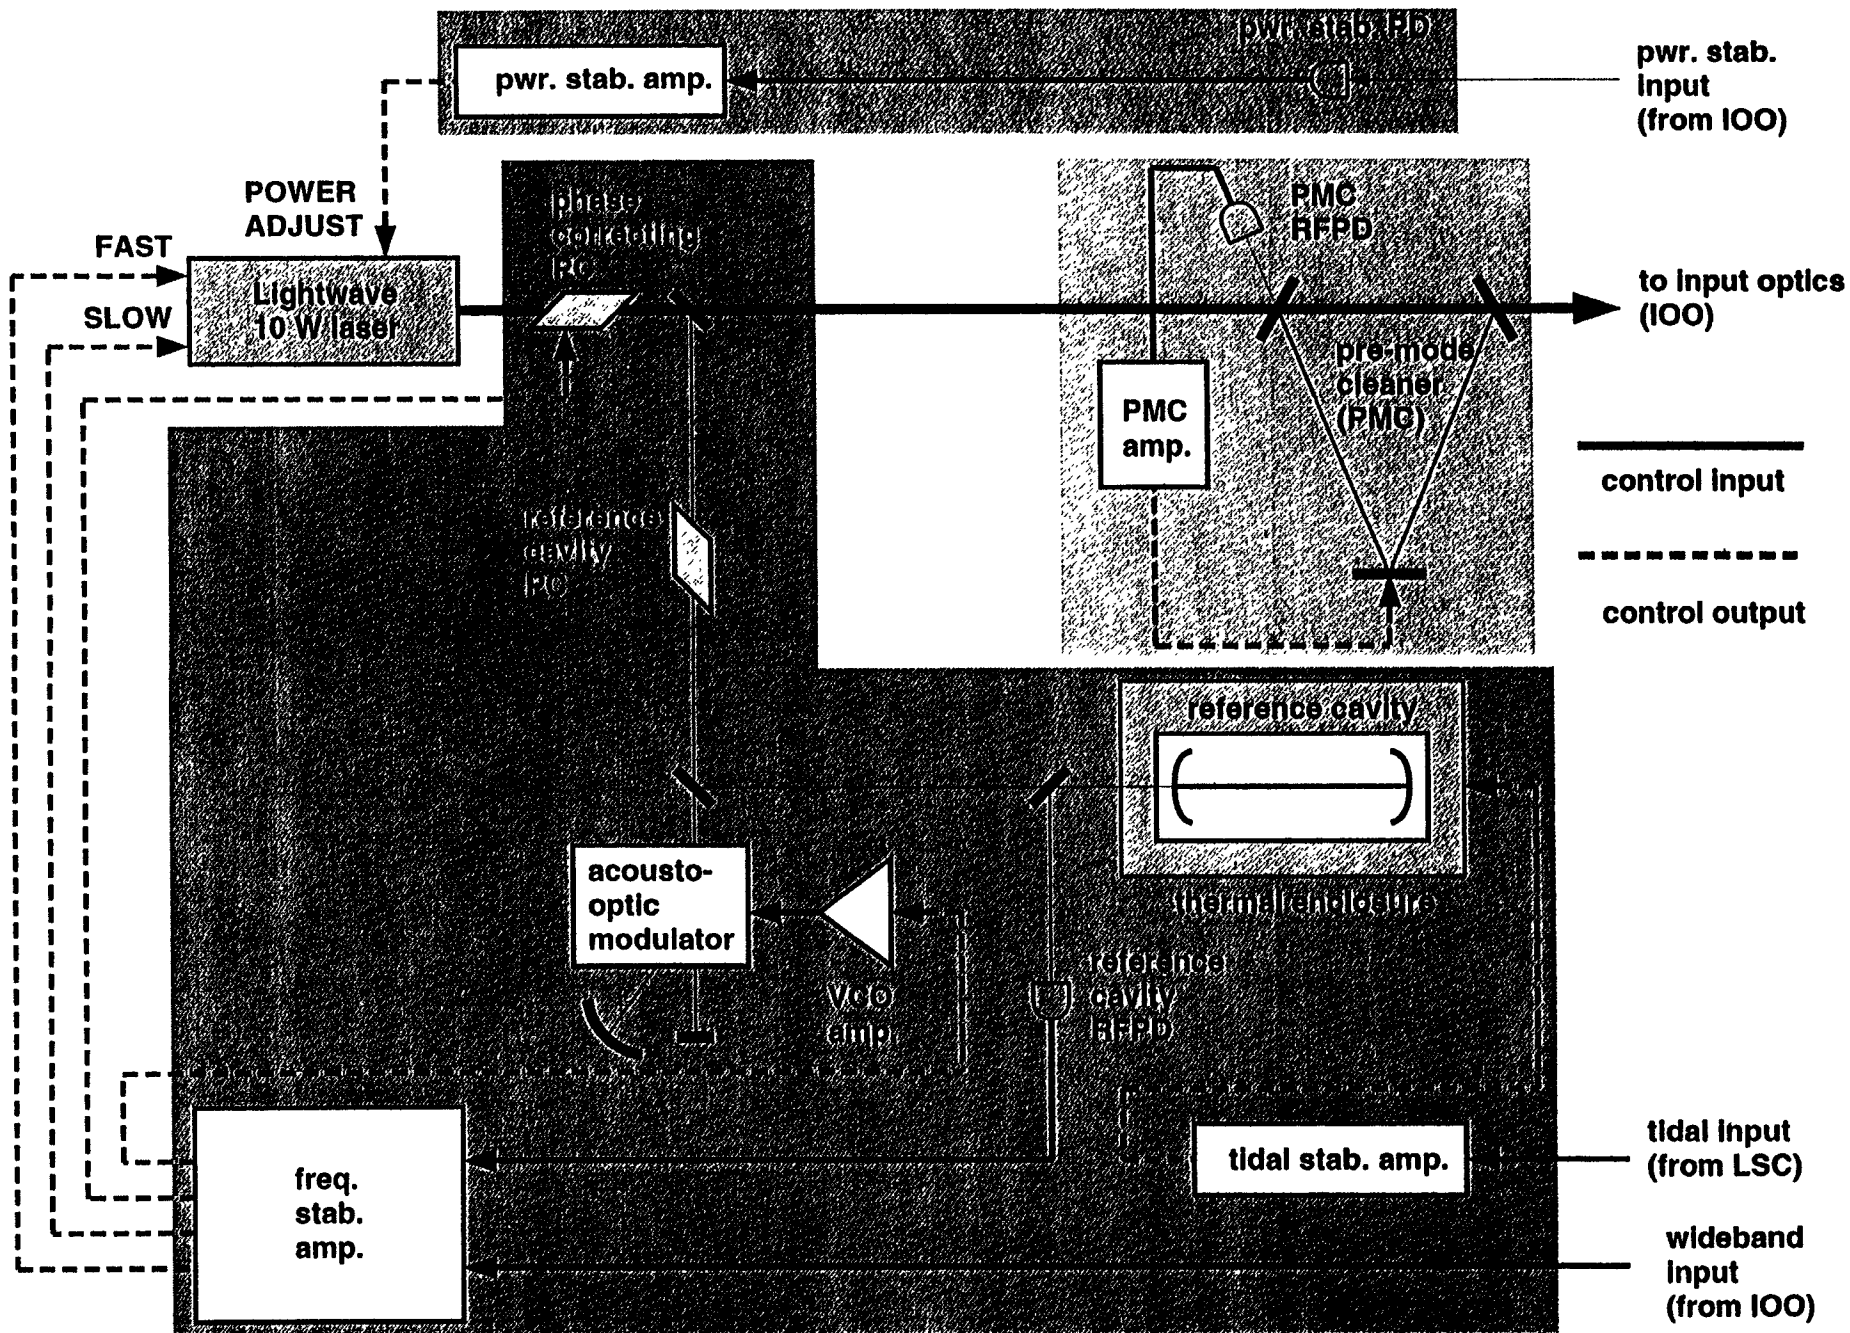 pwr. stab. PD
pwr. stab. amp.
pwr. stab.
input
(from IOO)
POWER
ADJUST
FAST
SLOW
Lightwave
10 W laser
phase
correcting
PC
PMC
RFPD
to input optics
(IOO)
pre-mode
cleaner
(PMC)
PMC
amp.
control input
control output
reference
cavity
PC
reference cavity
thermal enclosure
acousto-
optic
modulator
VCO
amp.
reference
cavity
RFPD
freq.
stab.
amp.
tidal stab. amp.
tidal input
(from LSC)
wideband
input
(from IOO)